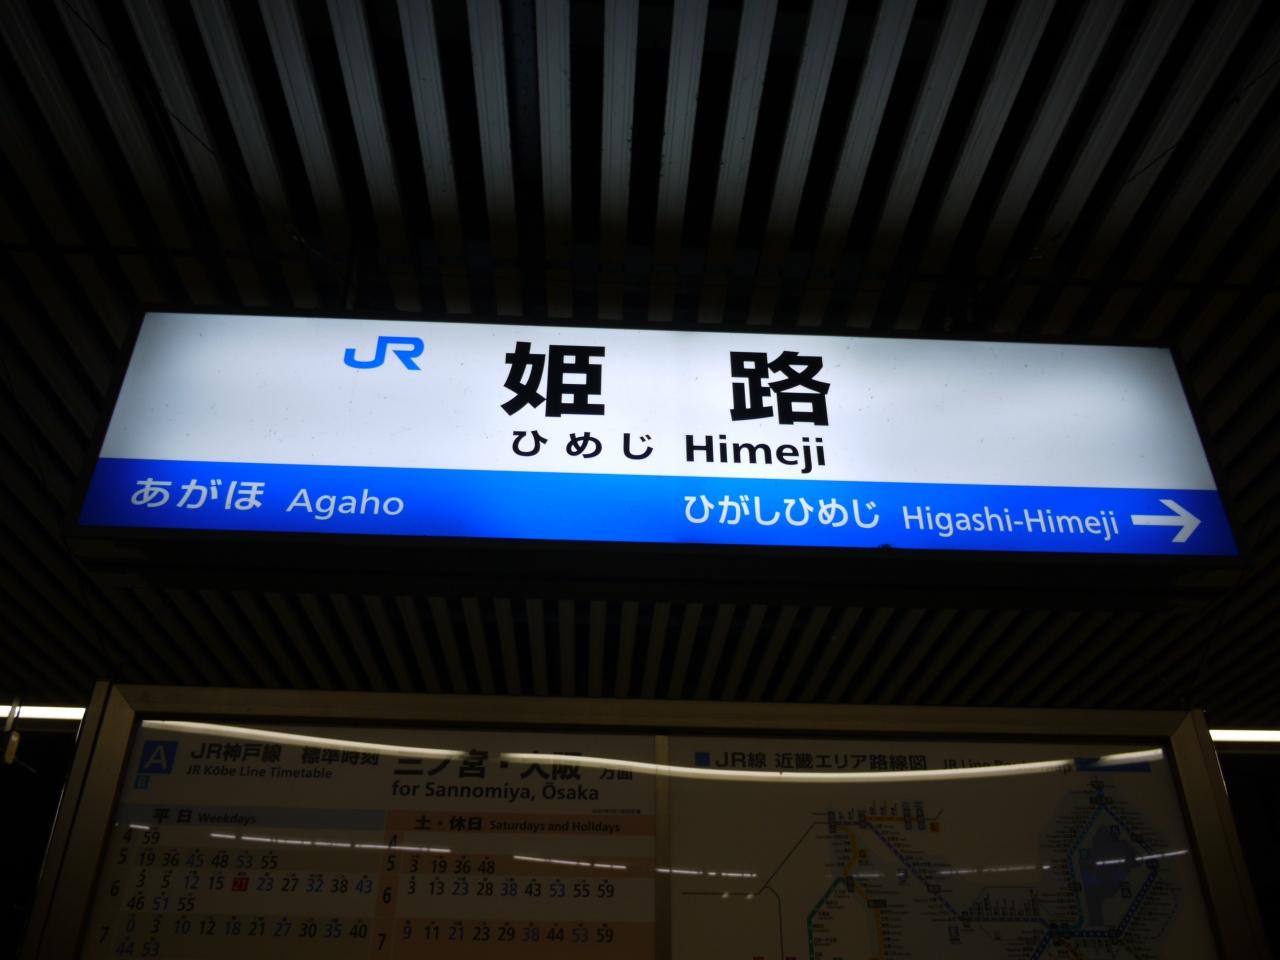 JR
姫路
ひめじ Himeji
あがほ Agaho
ひがしひめじ Higashi-Himeji →
A JR神戸線 標準時刻 三ノ宮・大阪 方面
B JR Kōbe Line Timetable
for Sannomiya, Ōsaka
平日 Weekdays
4 59
5 19 36 45 48 53 55
6 3 5 12 15 21 23 27 32 38 43
46 51 55
7 0 3 10 12 18 21 27 30 35 40
44 53
土・休日 Saturdays and Holidays
4
5 3 19 36 48
6 3 13 23 28 38 43 53 55 59
7 9 11 21 23 29 38 44 53 59
■JR線 近畿エリア路線図 JR Line